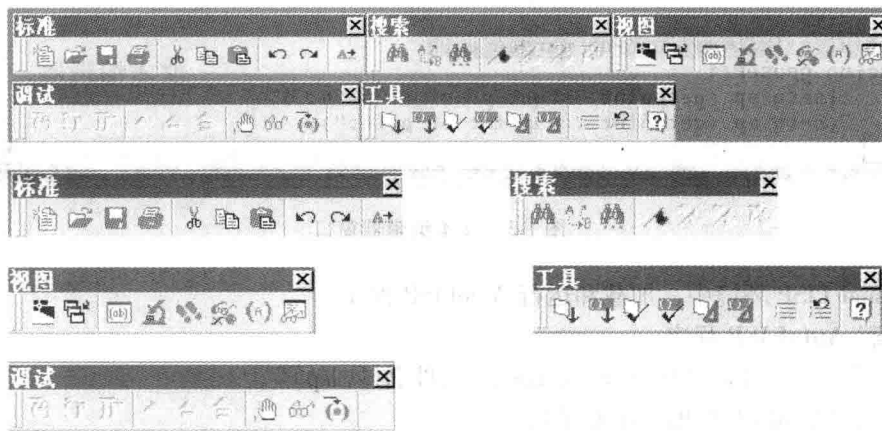 标准 搜索 视图
调试 工具
标准 搜索
视图 工具
调试